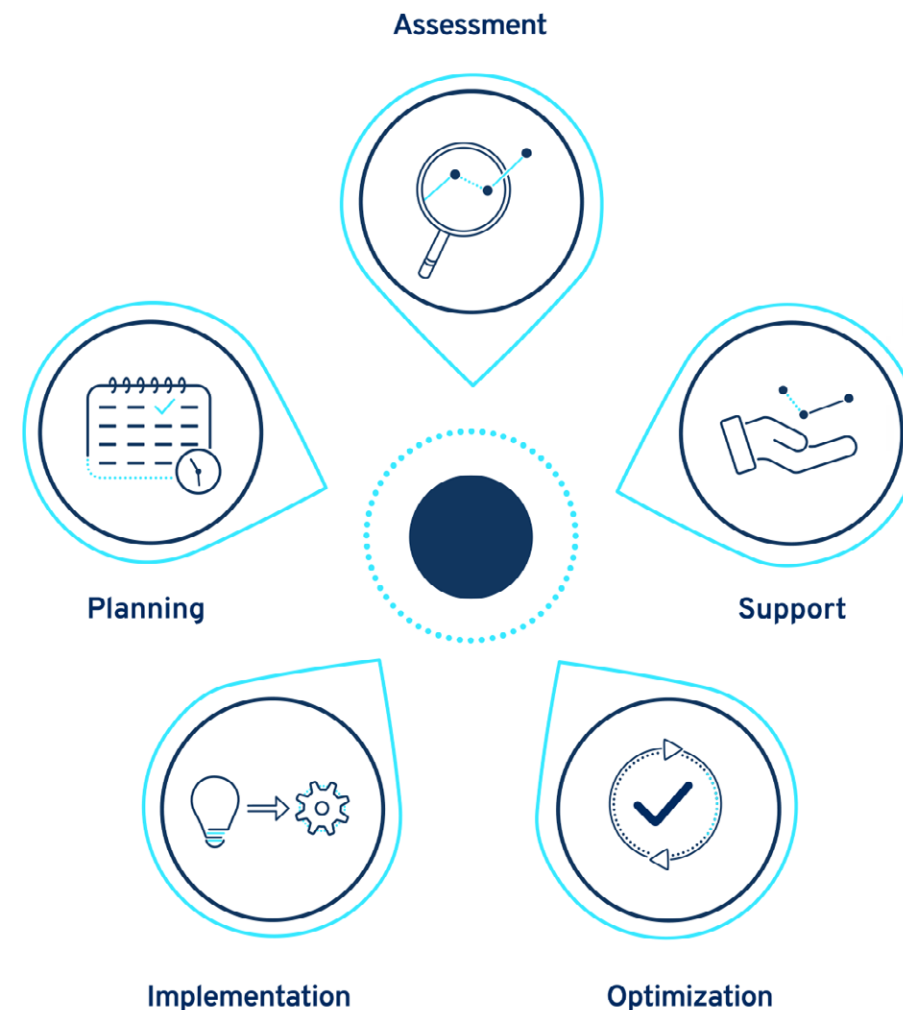 Assessment
Planning
Support
Implementation
Optimization